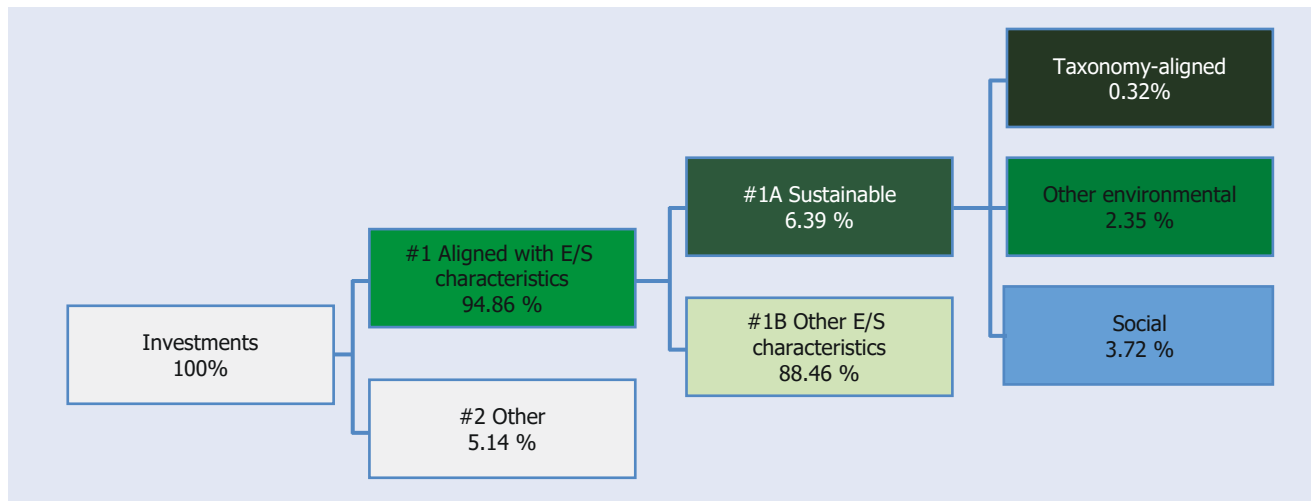 Investments
100%
#1 Aligned with E/S
characteristics
94.86 %
#2 Other
5.14 %
#1A Sustainable
6.39 %
#1B Other E/S
characteristics
88.46 %
Taxonomy-aligned
0.32%
Other environmental
2.35 %
Social
3.72 %